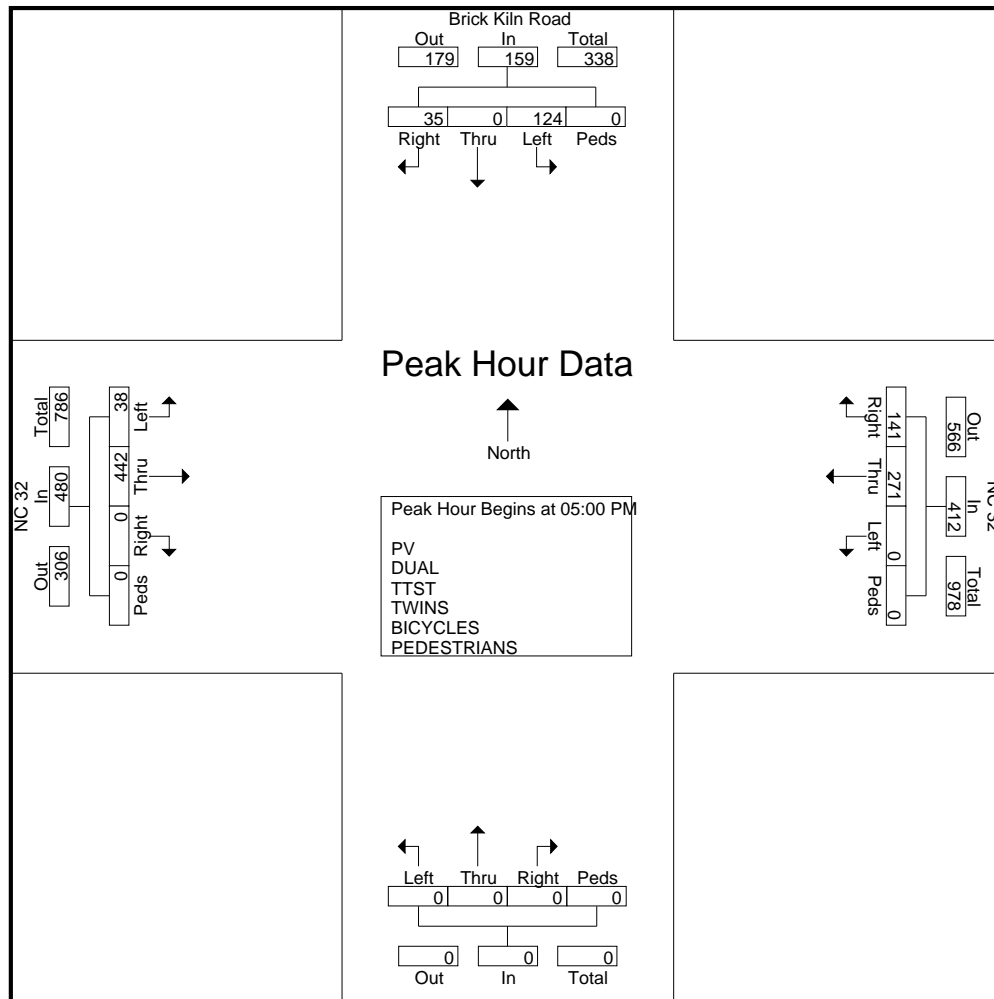 Brick Kiln Road
Out In Total
179 159 338
35 0 124 0
Right Thru Left Peds
Peak Hour Data
North
Peak Hour Begins at 05:00 PM
PV
DUAL
TTST
TWINS
BICYCLES
PEDESTRIANS
NC 32
Total In Out
786 480 306
38 442 0 0
Left Thru Right Peds
Right Thru Left Peds
141 271 0 0
566 412 978
Out In Total
NC 32
Left Thru Right Peds
0 0 0 0
0 0 0
Out In Total